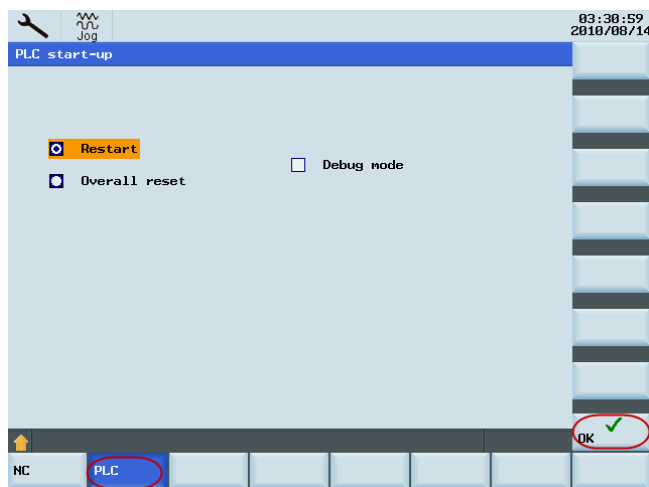 03:30:59
Jog
2010/08/14
PLC start-up
Restart
Debug mode
Overall reset
OK
NC
PLC